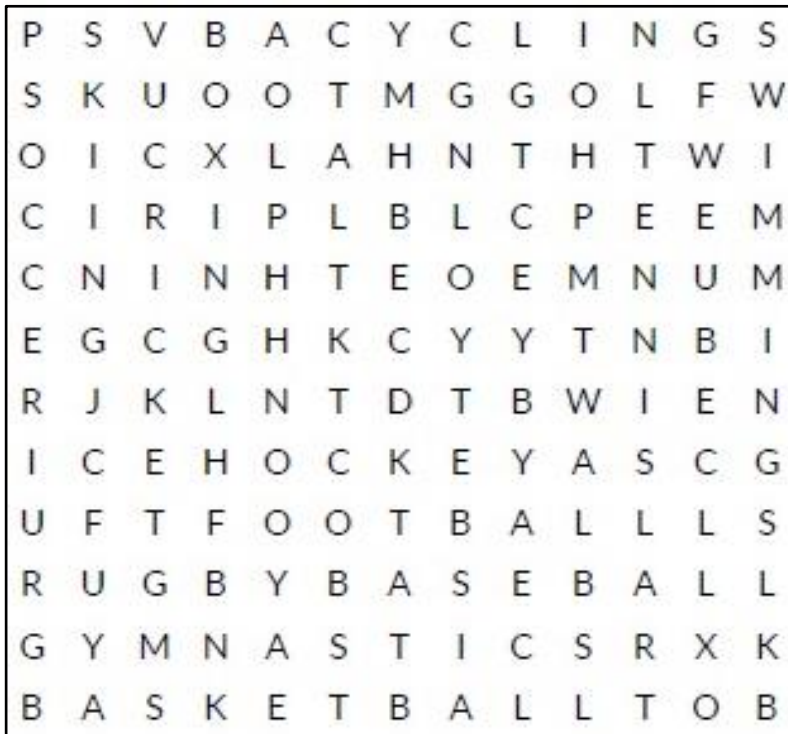 P S V B A C Y C L I N G S
S K U O O T M G G O L F W
O I C X L A H N T H T W I
C I R I P L B L C P E E M
C N I N H T E O E M N U M
E G C G H K C Y Y T N B I
R J K L N T D T B W I E N
I C E H O C K E Y A S C G
U F T F O O T B A L L L S
R U G B Y B A S E B A L L
G Y M N A S T I C S R X K
B A S K E T B A L L T O B